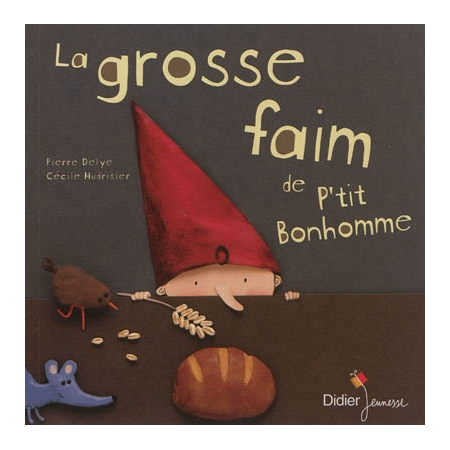 La grosse
faim
de P'tit
Bonhomme
Pierre Delye
Cécile Hudrisier
Didier Jeunesse